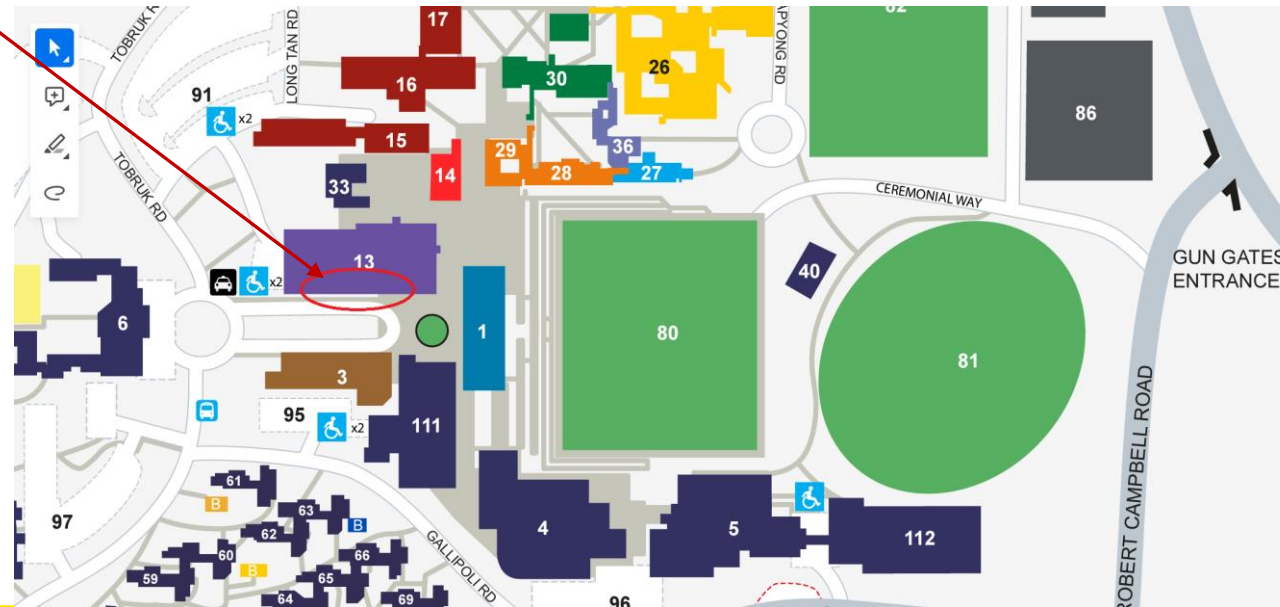 17
82
TOBRUK R
LONG TAN RD
APYONG RD
26
30
16
91
x2
86
15
36
29
14
28
27
33
CEREMONIAL WAY
TOBRUK RD
13
GUN GATES
ENTRANCE
40
x2
6
1
80
81
3
95
x2
111
ROBERT CAMPBELL ROAD
61
B
63
B
97
62
4
5
112
60
66
GALLIPOLI RD
B
59
65
64
69
96